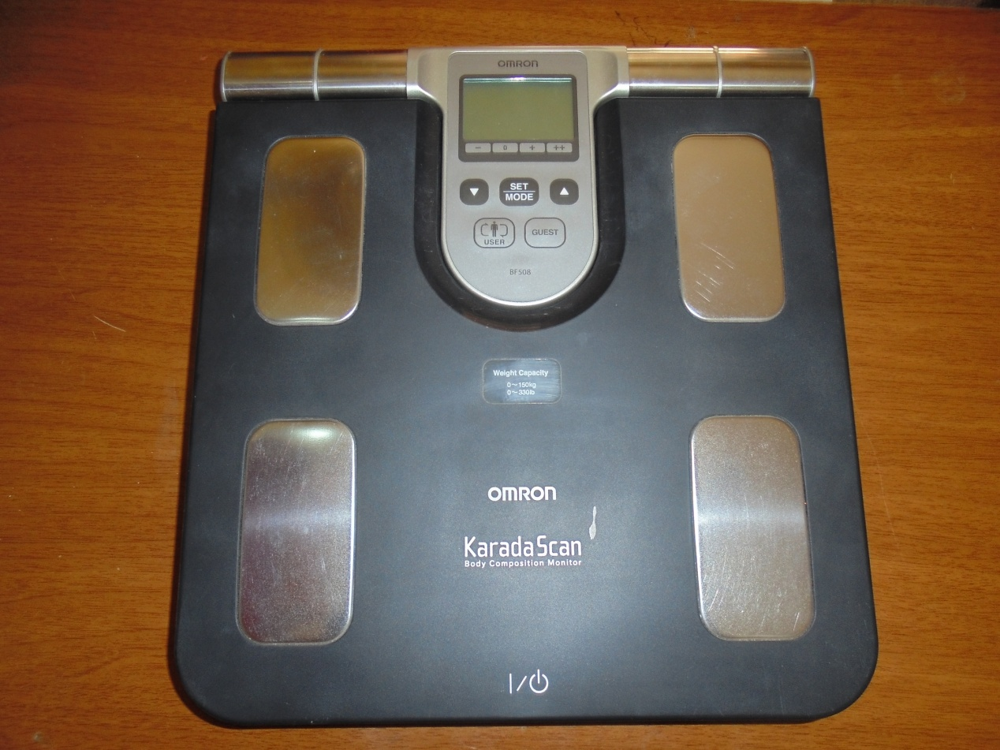 OMRON
− 0 + ++
SET
MODE
USER
GUEST
BF508
Weight Capacity
0～150kg
0～330lb
OMRON
KaradaScan
Body Composition Monitor